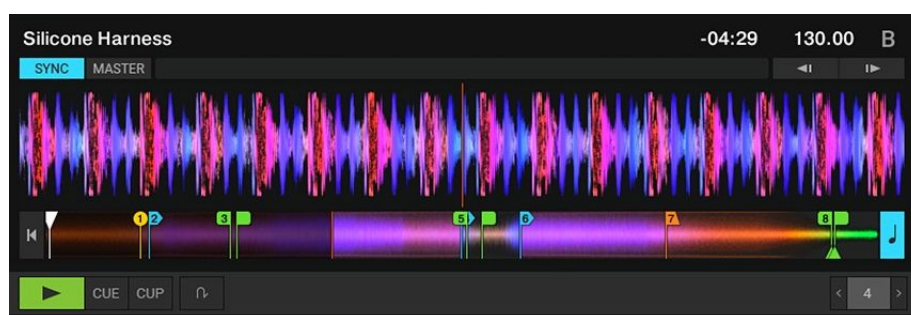 Silicone Harness -04:29 130.00 B
SYNC MASTER
1 2 3 5 6 7 8
CUE CUP 4